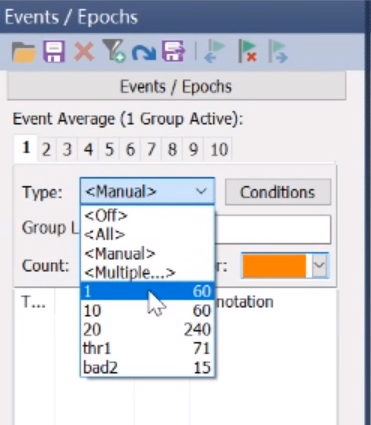 Events / Epochs
Events / Epochs
Event Average (1 Group Active):
1 2 3 4 5 6 7 8 9 10
Type: <Manual> Conditions
<Off>
Group L
<All>
<Manual>
Count: r:
<Multiple...>
1 60
T... notation
10 60
20 240
thr1 71
bad2 15